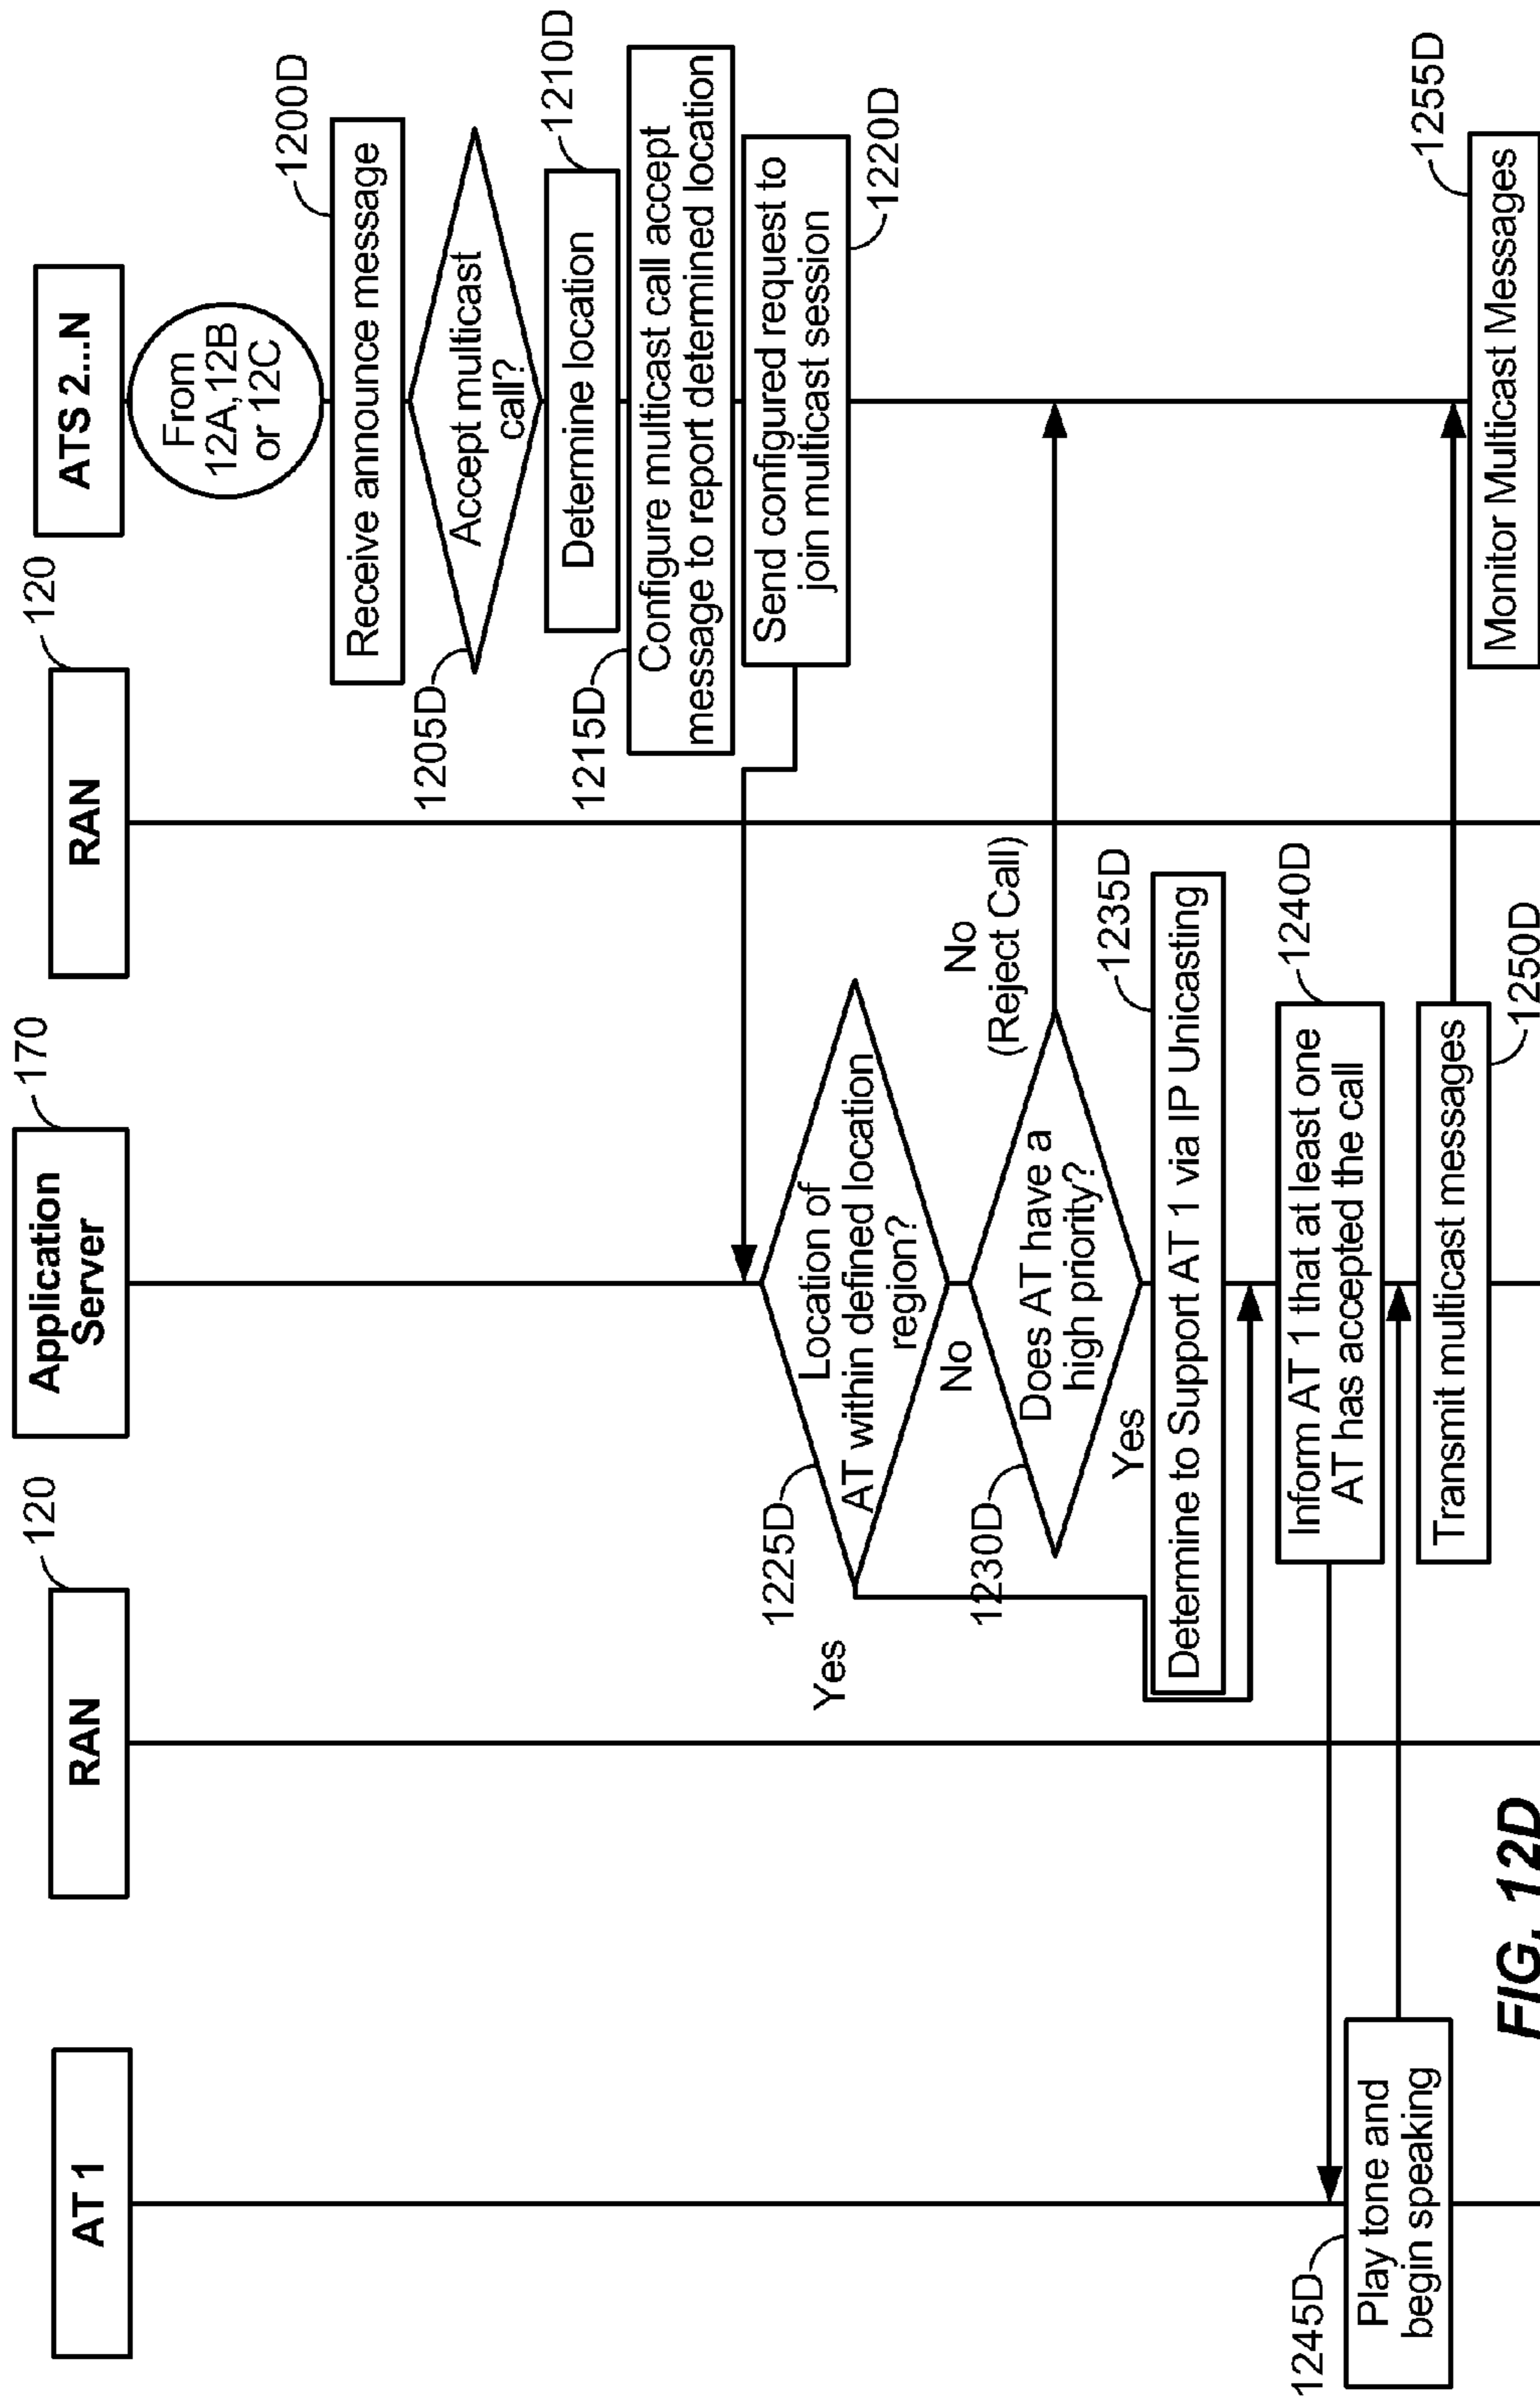 AT 1
RAN
120
Application
Server
170
RAN
120
ATS 2...N
From
12A,12B
or 12C
Receive announce message
1200D
Accept multicast
call?
1205D
Determine location
1210D
Configure multicast call accept
message to report determined location
1215D
Send configured request to
join multicast session
1220D
Location of
AT within defined location
region?
1225D
Yes
No
Does AT have a
high priority?
1230D
No
(Reject Call)
Yes
Determine to Support AT 1 via IP Unicasting
1235D
Inform AT 1 that at least one
AT has accepted the call
1240D
Play tone and
begin speaking
1245D
Transmit multicast messages
1250D
Monitor Multicast Messages
1255D
FIG. 12D